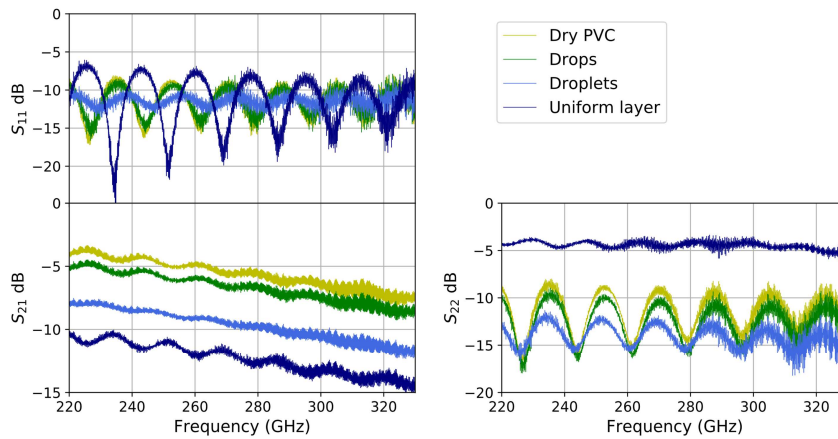 0
−5
−10
−15
−20
S11 dB
Dry PVC
Drops
Droplets
Uniform layer
0
−5
−10
−15
S21 dB
220 240 260 280 300 320
Frequency (GHz)
0
−5
−10
−15
−20
S22 dB
220 240 260 280 300 320
Frequency (GHz)